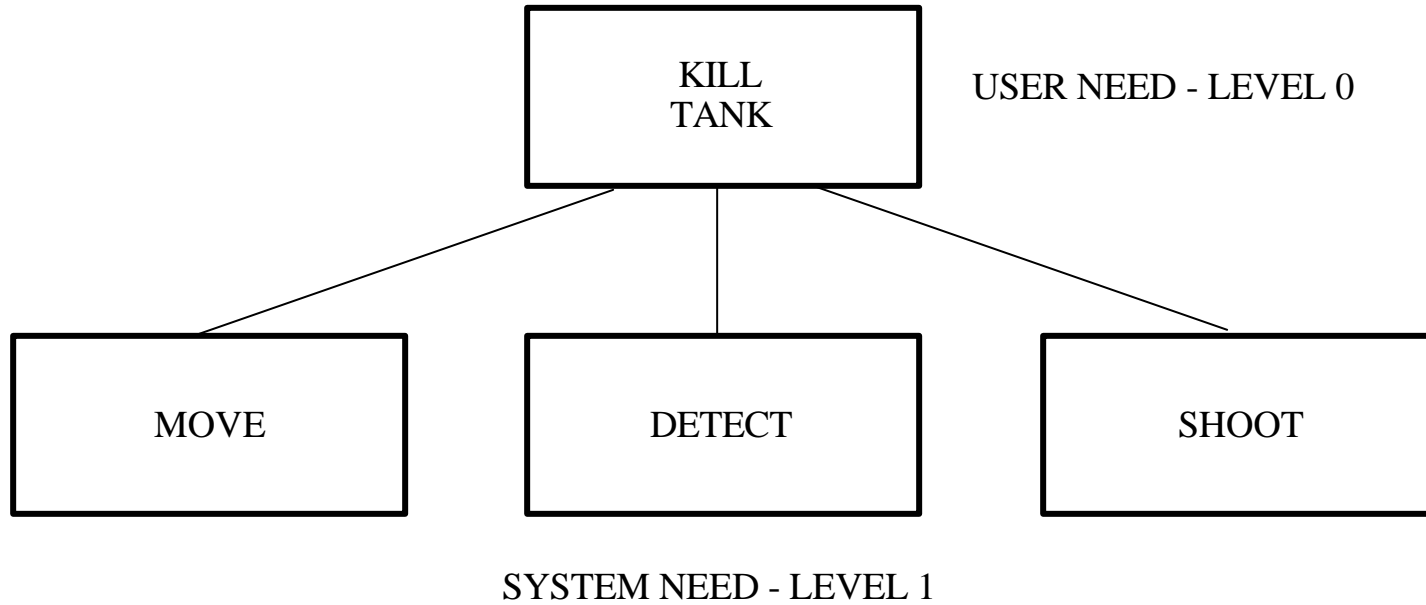 KILL
TANK
USER NEED - LEVEL 0
MOVE
DETECT
SHOOT
SYSTEM NEED - LEVEL 1